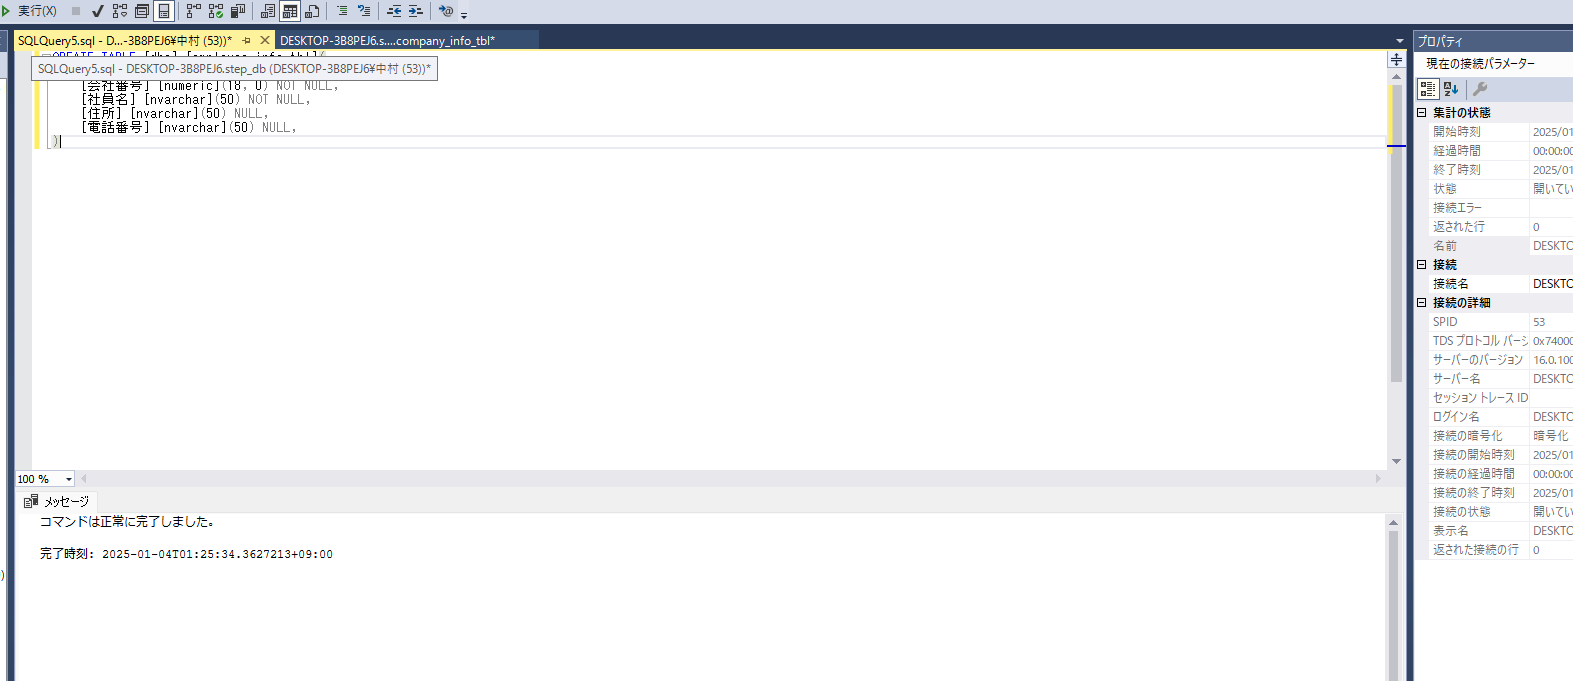 実行(X)
SQLQuery5.sql - D...-3B8PEJ6¥中村 (53))*
DESKTOP-3B8PEJ6.s....company_info_tbl*
SQLQuery5.sql - DESKTOP-3B8PEJ6.step_db (DESKTOP-3B8PEJ6¥中村 (53))*
[会社番号] [numeric](18, 0) NOT NULL,
[社員名] [nvarchar](50) NOT NULL,
[住所] [nvarchar](50) NULL,
[電話番号] [nvarchar](50) NULL,
)
100 %
メッセージ
コマンドは正常に完了しました。
完了時刻: 2025-01-04T01:25:34.3627213+09:00
プロパティ
現在の接続パラメーター
集計の状態
開始時刻 2025/01
経過時間 00:00:00
終了時刻 2025/01
状態 開いてい
接続エラー
返された行 0
名前 DESKTO
接続
接続名 DESKTO
接続の詳細
SPID 53
TDS プロトコル バージ 0x74000
サーバーのバージョン 16.0.100
サーバー名 DESKTO
セッション トレース ID
ログイン名 DESKTO
接続の暗号化 暗号化
接続の開始時刻 2025/01
接続の経過時間 00:00:00
接続の終了時刻 2025/01
接続の状態 開いてい
表示名 DESKTO
返された接続の行 0